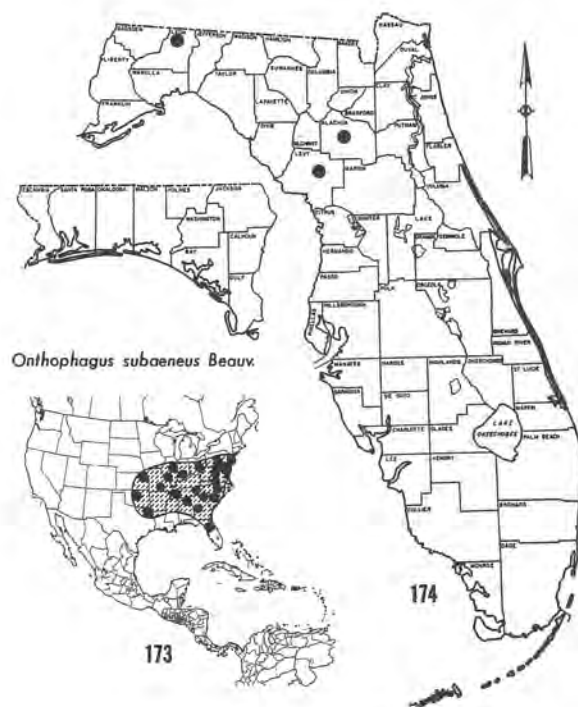 GADSDEN
JEFFERSON
MADISON
HAMILTON
NASSAU
DUVAL
LIBERTY
WAKULLA
TAYLOR
SUWANNEE
COLUMBIA
FRANKLIN
LAFAYETTE
UNION
BRADFORD
CLAY
ST JOHNS
DIXIE
GILCHRIST
ALACHUA
PUTNAM
FLAGLER
LEVY
MARION
VOLUSIA
ESCAMBIA
SANTA ROSA
OKALOOSA
WALTON
HOLMES
JACKSON
WASHINGTON
BAY
CALHOUN
GULF
CITRUS
SUMTER
LAKE
SEMINOLE
HERNANDO
ORANGE
PASCO
POLK
OSCEOLA
HILLSBOROUGH
PINELLAS
BREVARD
INDIAN RIVER
Onthophagus subaeneus Beauv.
MANATEE
HARDEE
HIGHLANDS
OKEECHOBEE
ST LUCIE
SARASOTA
DE SOTO
MARTIN
CHARLOTTE
GLADES
LAKE
OKEECHOBEE
PALM BEACH
LEE
HENDRY
COLLIER
BROWARD
DADE
MONROE
173
174